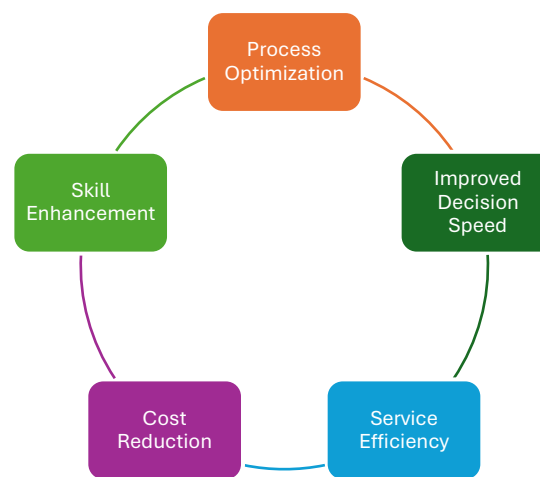 Process
Optimization
Improved
Decision
Speed
Service
Efficiency
Cost
Reduction
Skill
Enhancement